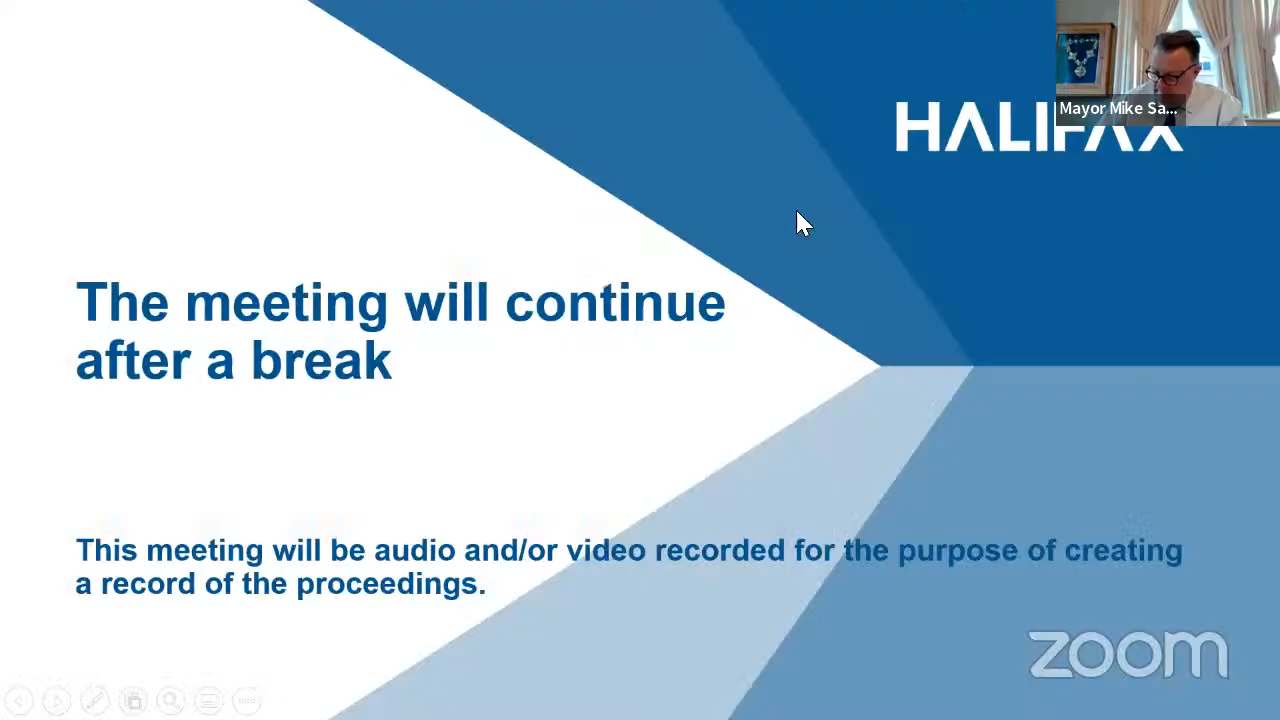 HALIFAX
Mayor Mike Sa...
The meeting will continue
after a break
This meeting will be audio and/or video recorded for the purpose of creating
a record of the proceedings.
zoom